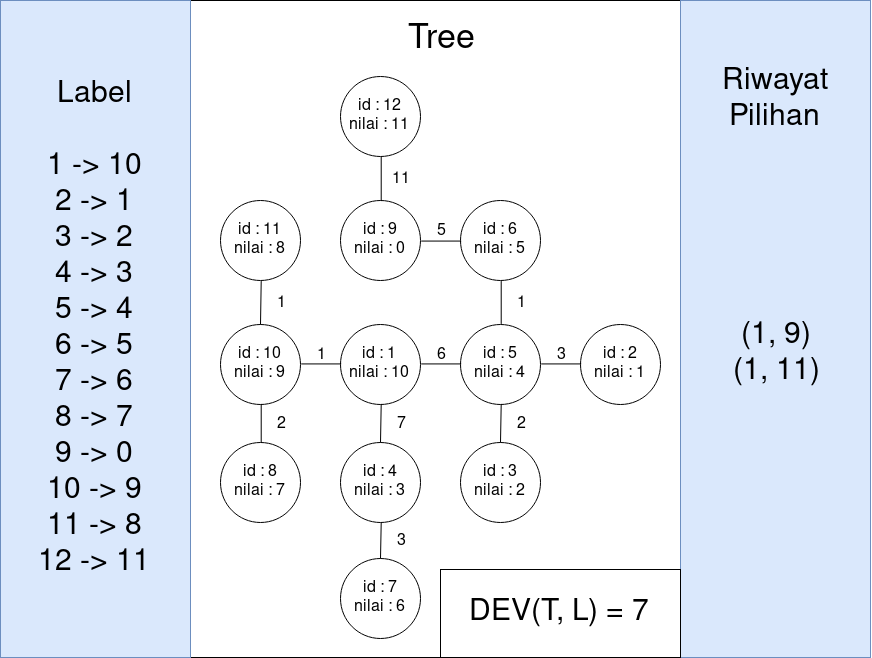 Label
1 -> 10
2 -> 1
3 -> 2
4 -> 3
5 -> 4
6 -> 5
7 -> 6
8 -> 7
9 -> 0
10 -> 9
11 -> 8
12 -> 11
Tree
id : 12
nilai : 11
11
id : 11
nilai : 8
id : 9
nilai : 0
5
id : 6
nilai : 5
1
1
id : 10
nilai : 9
1
id : 1
nilai : 10
6
id : 5
nilai : 4
3
id : 2
nilai : 1
2
7
2
id : 8
nilai : 7
id : 4
nilai : 3
id : 3
nilai : 2
3
id : 7
nilai : 6
DEV(T, L) = 7
Riwayat
Pilihan
(1, 9)
(1, 11)